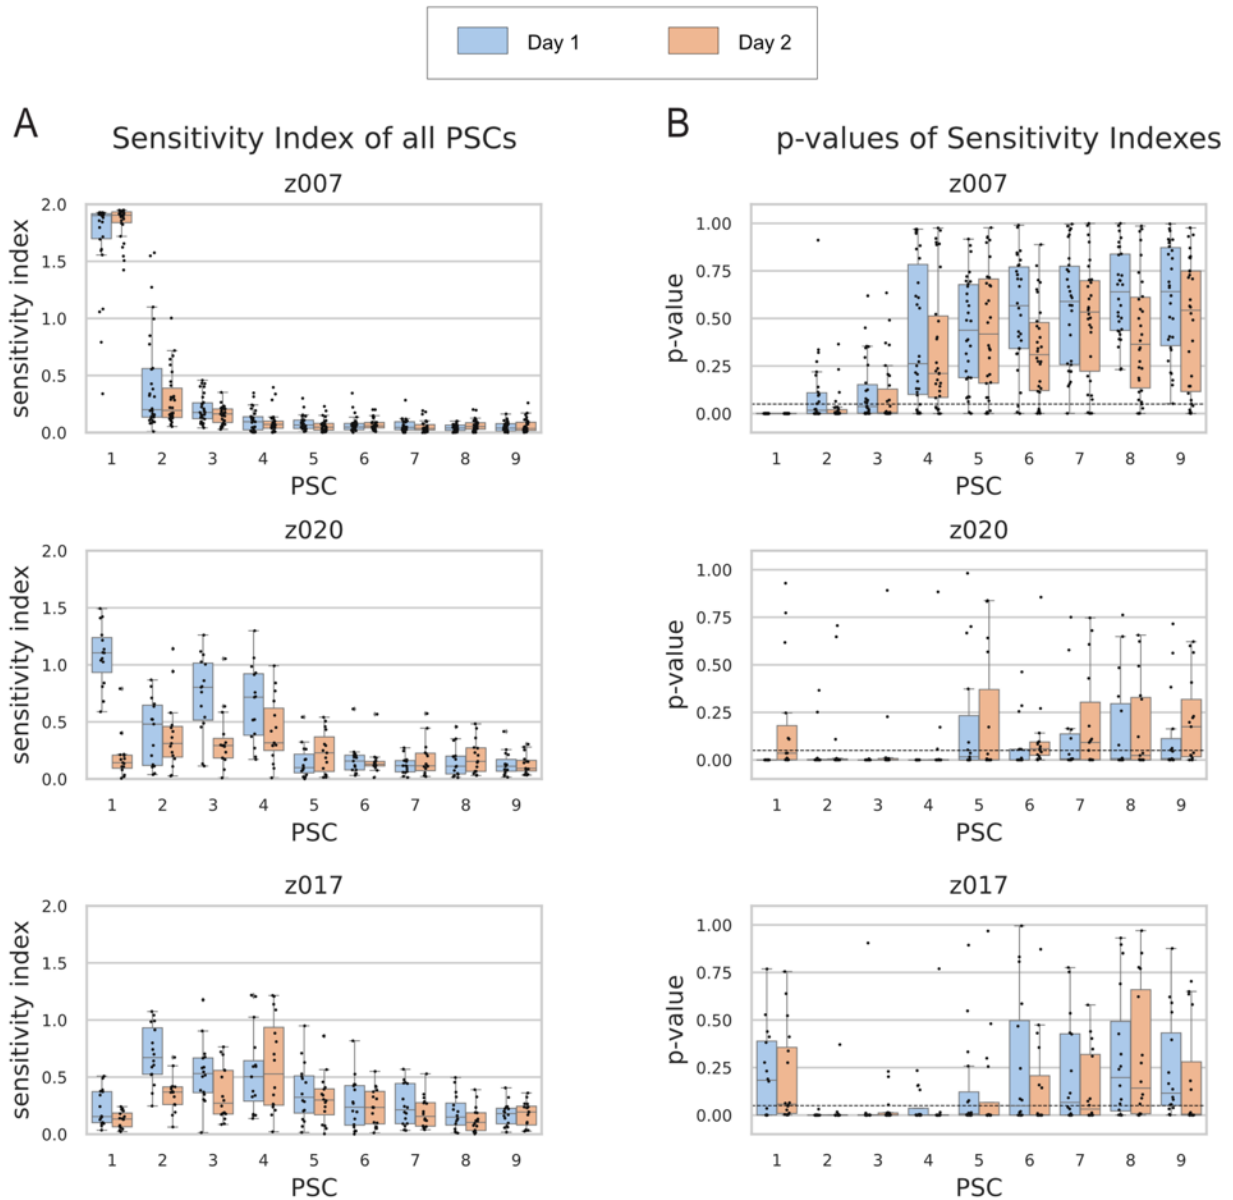 Day 1 Day 2
A B
Sensitivity Index of all PSCs p-values of Sensitivity Indexes
z007
2.0
1.5
1.0
0.5
0.0
sensitivity index
1 2 3 4 5 6 7 8 9
PSC
z007
1.00
0.75
0.50
0.25
0.00
p-value
1 2 3 4 5 6 7 8 9
PSC
z020
2.0
1.5
1.0
0.5
0.0
sensitivity index
1 2 3 4 5 6 7 8 9
PSC
z020
1.00
0.75
0.50
0.25
0.00
p-value
1 2 3 4 5 6 7 8 9
PSC
z017
2.0
1.5
1.0
0.5
0.0
sensitivity index
1 2 3 4 5 6 7 8 9
PSC
z017
1.00
0.75
0.50
0.25
0.00
p-value
1 2 3 4 5 6 7 8 9
PSC